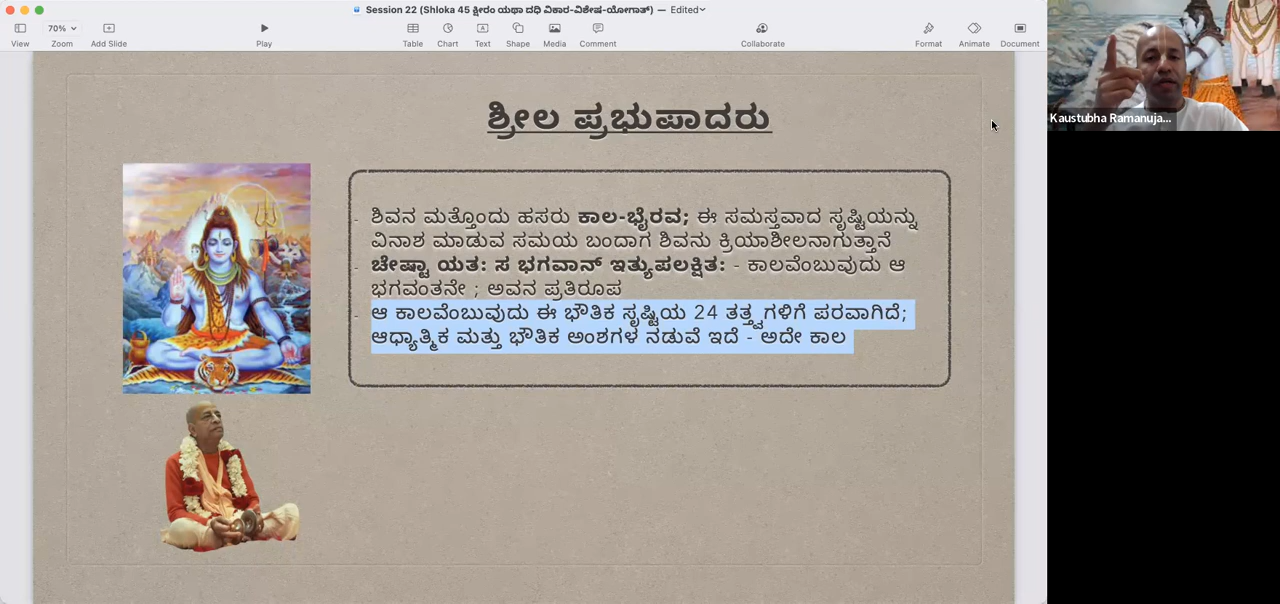 Session 22 (Shloka 45 ಕ್ಷೀರಂ ಯಥಾ ದಧಿ ವಿಕಾರ-ವಿಶೇಷ-ಯೋಗಾತ್) — Edited
70%
View Zoom Add Slide Play Table Chart Text Shape Media Comment Collaborate Format Animate Document
Kaustubha Ramanuja...
ಶ್ರೀಲ ಪ್ರಭುಪಾದರು
- ಶಿವನ ಮತ್ತೊಂದು ಹಸರು ಕಾಲ-ಭೈರವ; ಈ ಸಮಸ್ತವಾದ ಸೃಷ್ಟಿಯನ್ನು
ವಿನಾಶ ಮಾಡುವ ಸಮಯ ಬಂದಾಗ ಶಿವನು ಕ್ರಿಯಾಶೀಲನಾಗುತ್ತಾನೆ
- ಚೇಷ್ಟಾ ಯತಃ ಸ ಭಗವಾನ್ ಇತ್ಯುಪಲಕ್ಷಿತಃ - ಕಾಲವೆಂಬುವುದು ಆ
ಭಗವಂತನೇ ; ಅವನ ಪ್ರತಿರೂಪ
- ಆ ಕಾಲವೆಂಬುವುದು ಈ ಭೌತಿಕ ಸೃಷ್ಟಿಯ 24 ತತ್ತ್ವಗಳಿಗೆ ಪರವಾಗಿದೆ;
ಆಧ್ಯಾತ್ಮಿಕ ಮತ್ತು ಭೌತಿಕ ಅಂಶಗಳ ನಡುವೆ ಇದೆ - ಅದೇ ಕಾಲ